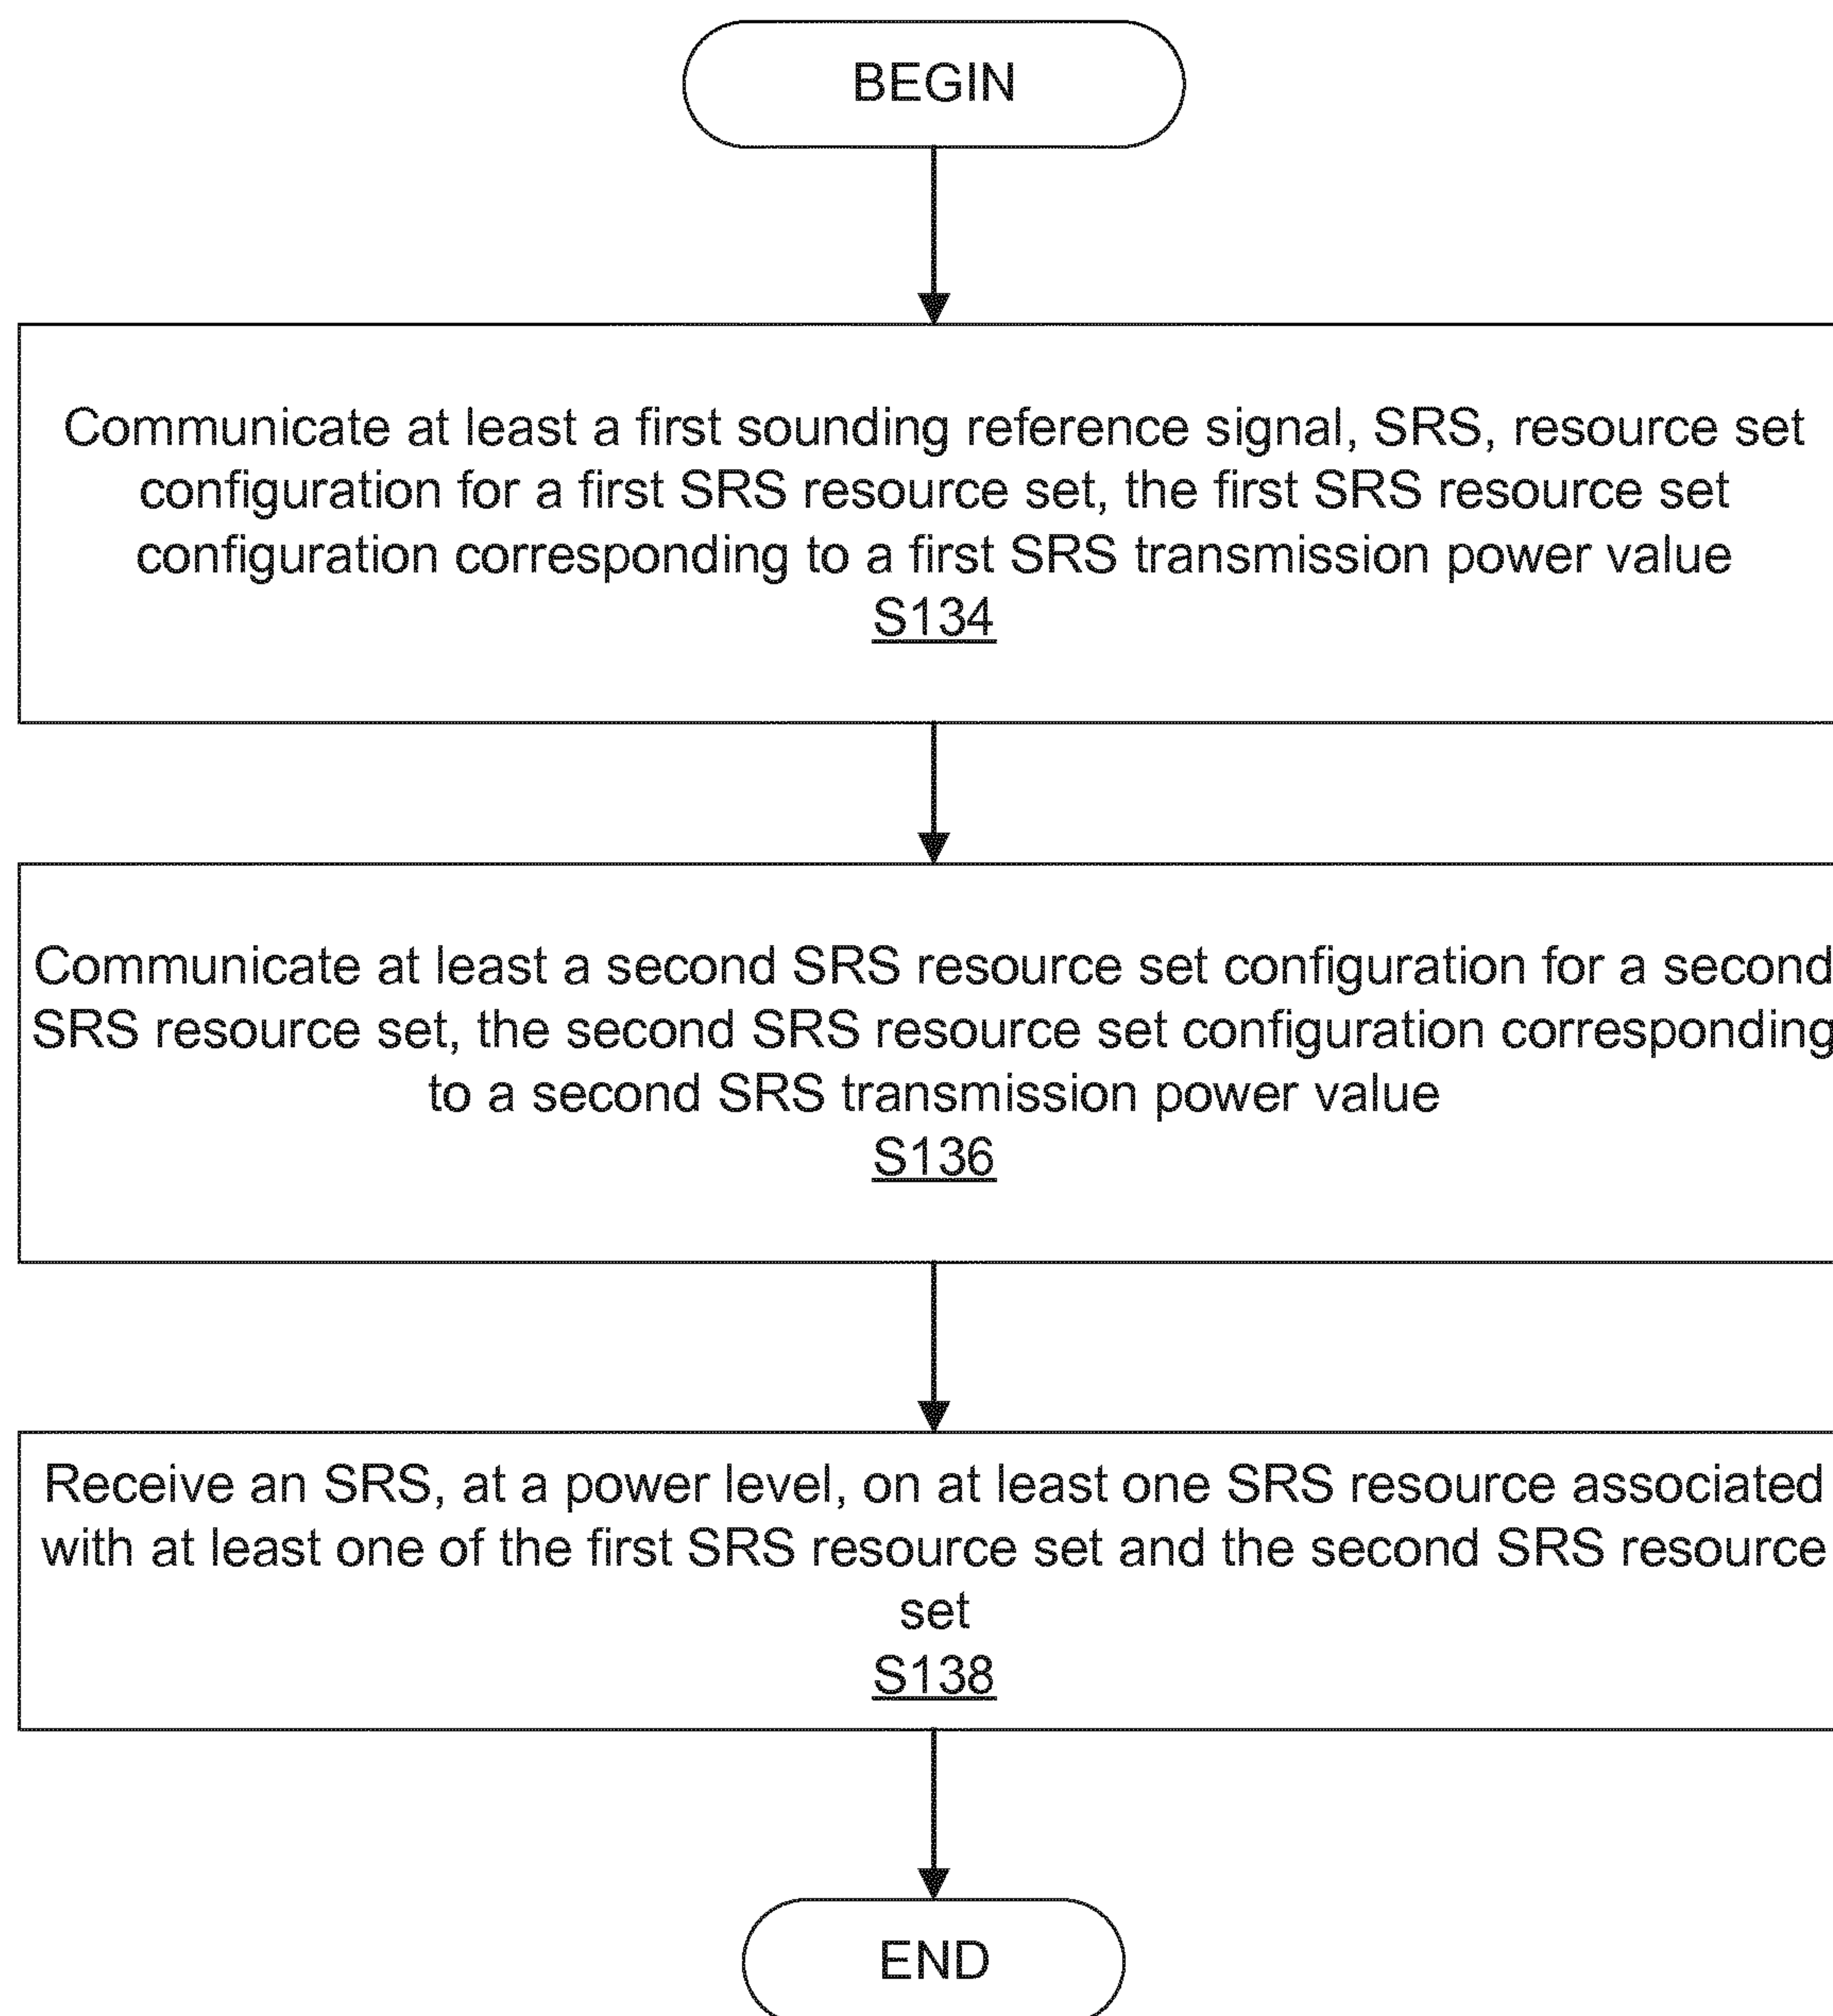 BEGIN
Communicate at least a first sounding reference signal, SRS, resource set
configuration for a first SRS resource set, the first SRS resource set
configuration corresponding to a first SRS transmission power value
S134
Communicate at least a second SRS resource set configuration for a second
SRS resource set, the second SRS resource set configuration corresponding
to a second SRS transmission power value
S136
Receive an SRS, at a power level, on at least one SRS resource associated
with at least one of the first SRS resource set and the second SRS resource
set
S138
END